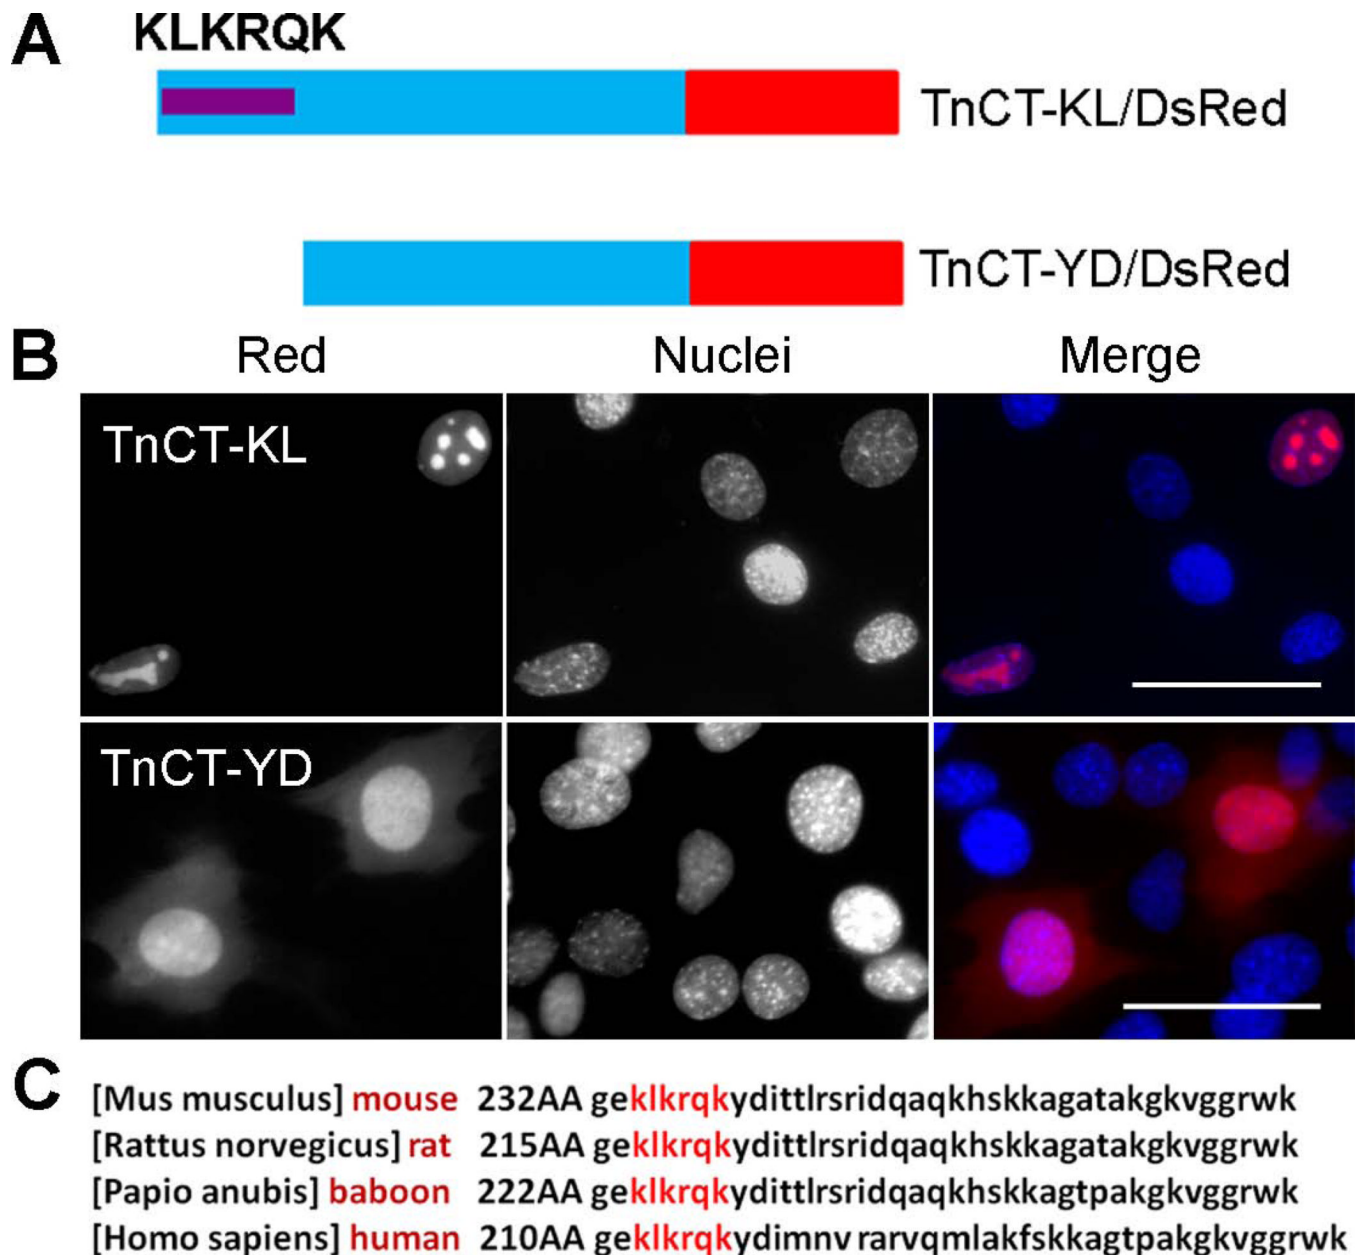 A
KLKRQK
TnCT-KL/DsRed
TnCT-YD/DsRed
B
Red Nuclei Merge
TnCT-KL
TnCT-YD
C
[Mus musculus] mouse 232AA geklkrqkydittlrsridqaqkhskkagatakgkvggrwk
[Rattus norvegicus] rat 215AA geklkrqkydittlrsridqaqkhskkagatakgkvggrwk
[Papio anubis] baboon 222AA geklkrqkydittlrsridqaqkhskkagtpakgkvggrwk
[Homo sapiens] human 210AA geklkrqkydimnv rarvqmlakfskkagtpakgkvggrwk